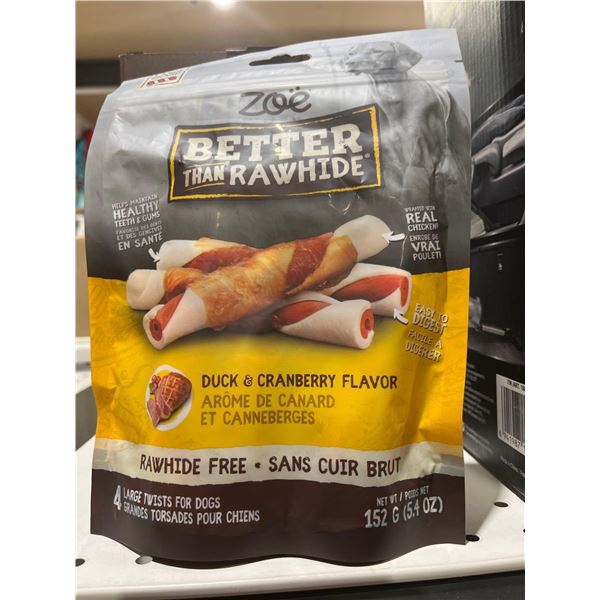 zoë
BETTER
THAN RAWHIDE®
HELPS MAINTAIN
HEALTHY
TEETH & GUMS
FAVORISE DES DENTS
ET DES GENCIVES
EN SANTÉ
WRAPPED WITH
REAL
CHICKEN!
ENROBÉ DE
VRAI
POULET!
EASY TO
DIGEST
FACILE À
DIGÉRER
DUCK & CRANBERRY FLAVOR
ARÔME DE CANARD
ET CANNEBERGES
RAWHIDE FREE • SANS CUIR BRUT
4 LARGE TWISTS FOR DOGS
GRANDES TORSADES POUR CHIENS
NET WT / POIDS NET
152 G (5.4 OZ)